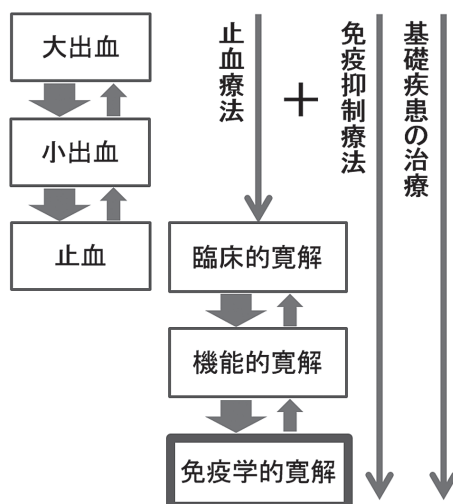 大出血
小出血
止血
止血療法
＋
免疫抑制療法
基礎疾患の治療
臨床的寛解
機能的寛解
免疫学的寛解